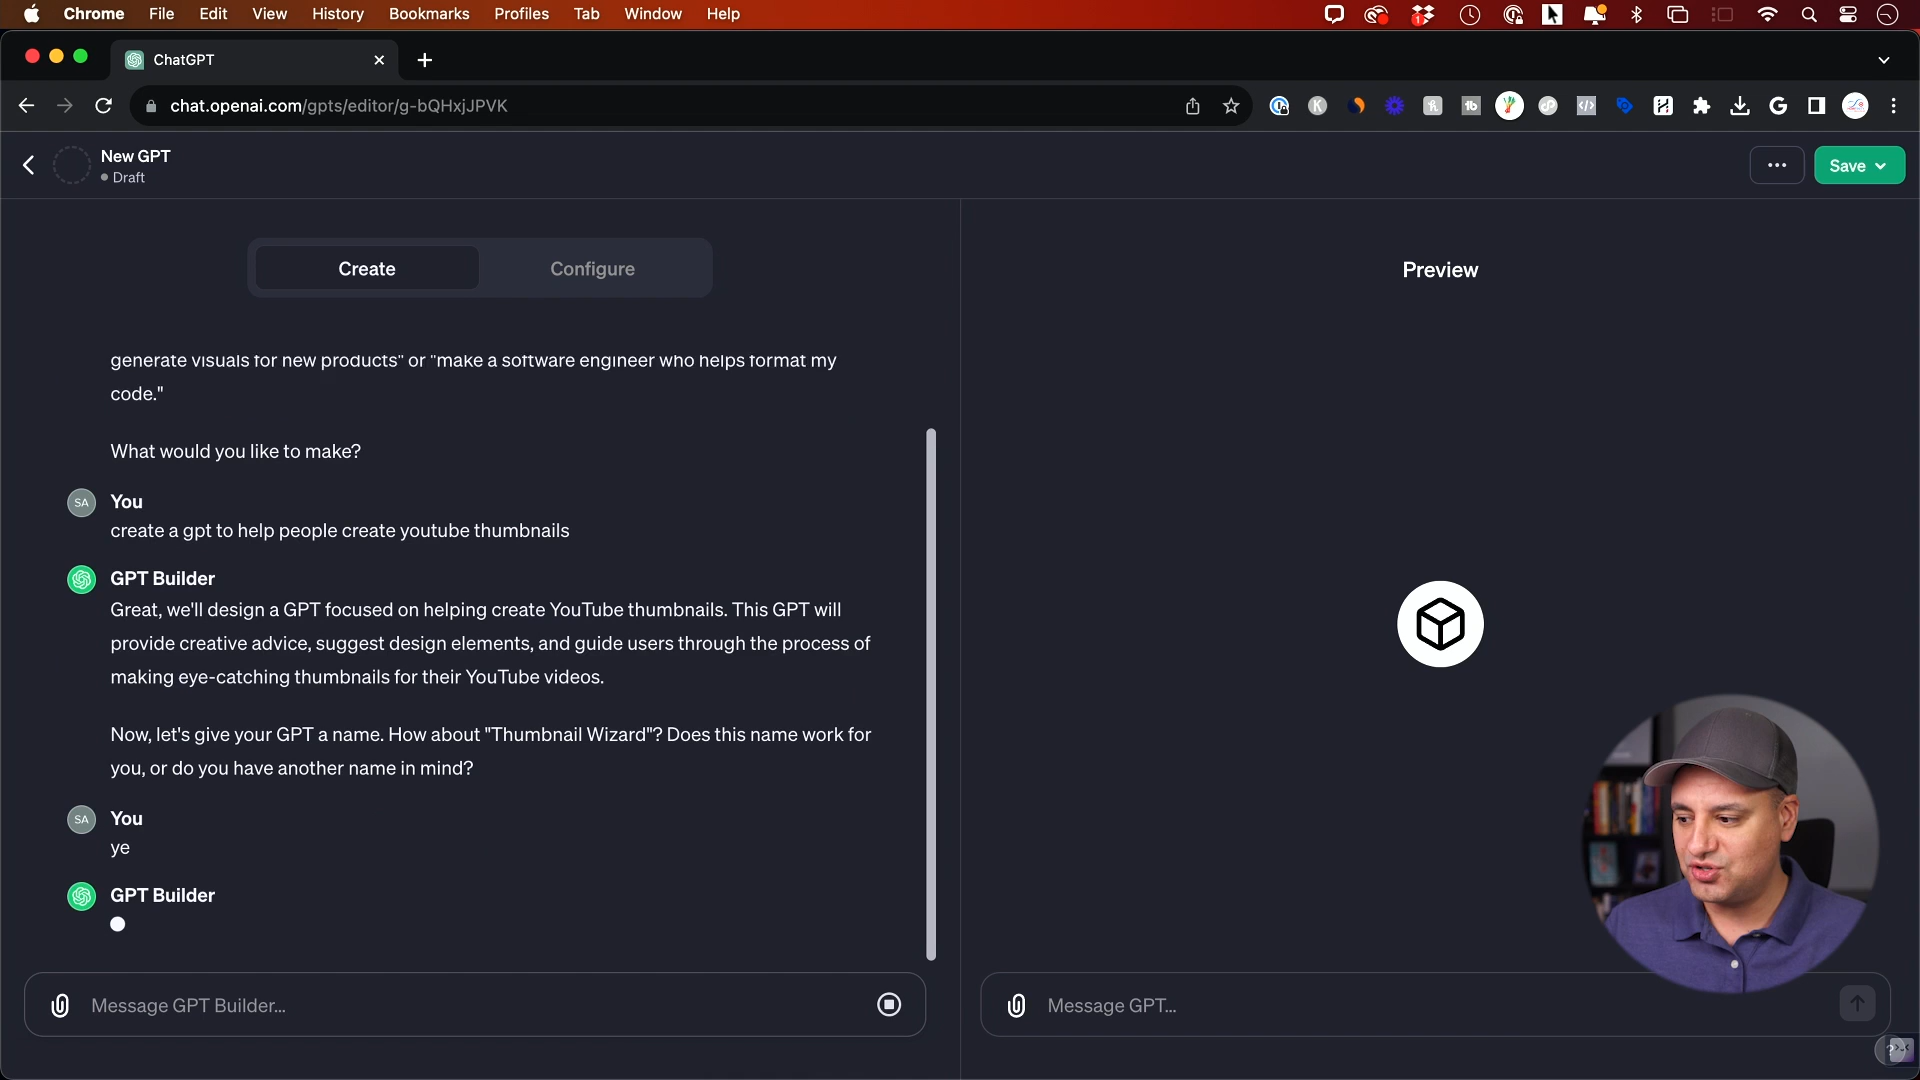 Chrome File Edit View History Bookmarks Profiles Tab Window Help
ChatGPT
chat.openai.com/gpts/editor/g-bQHxjJPVK
New GPT
Draft
Save
Create Configure
Preview
generate visuals for new products" or "make a software engineer who helps format my
code."
What would you like to make?
SA You
create a gpt to help people create youtube thumbnails
GPT Builder
Great, we'll design a GPT focused on helping create YouTube thumbnails. This GPT will
provide creative advice, suggest design elements, and guide users through the process of
making eye-catching thumbnails for their YouTube videos.
Now, let's give your GPT a name. How about "Thumbnail Wizard"? Does this name work for
you, or do you have another name in mind?
SA You
ye
GPT Builder
Message GPT Builder...
Message GPT...